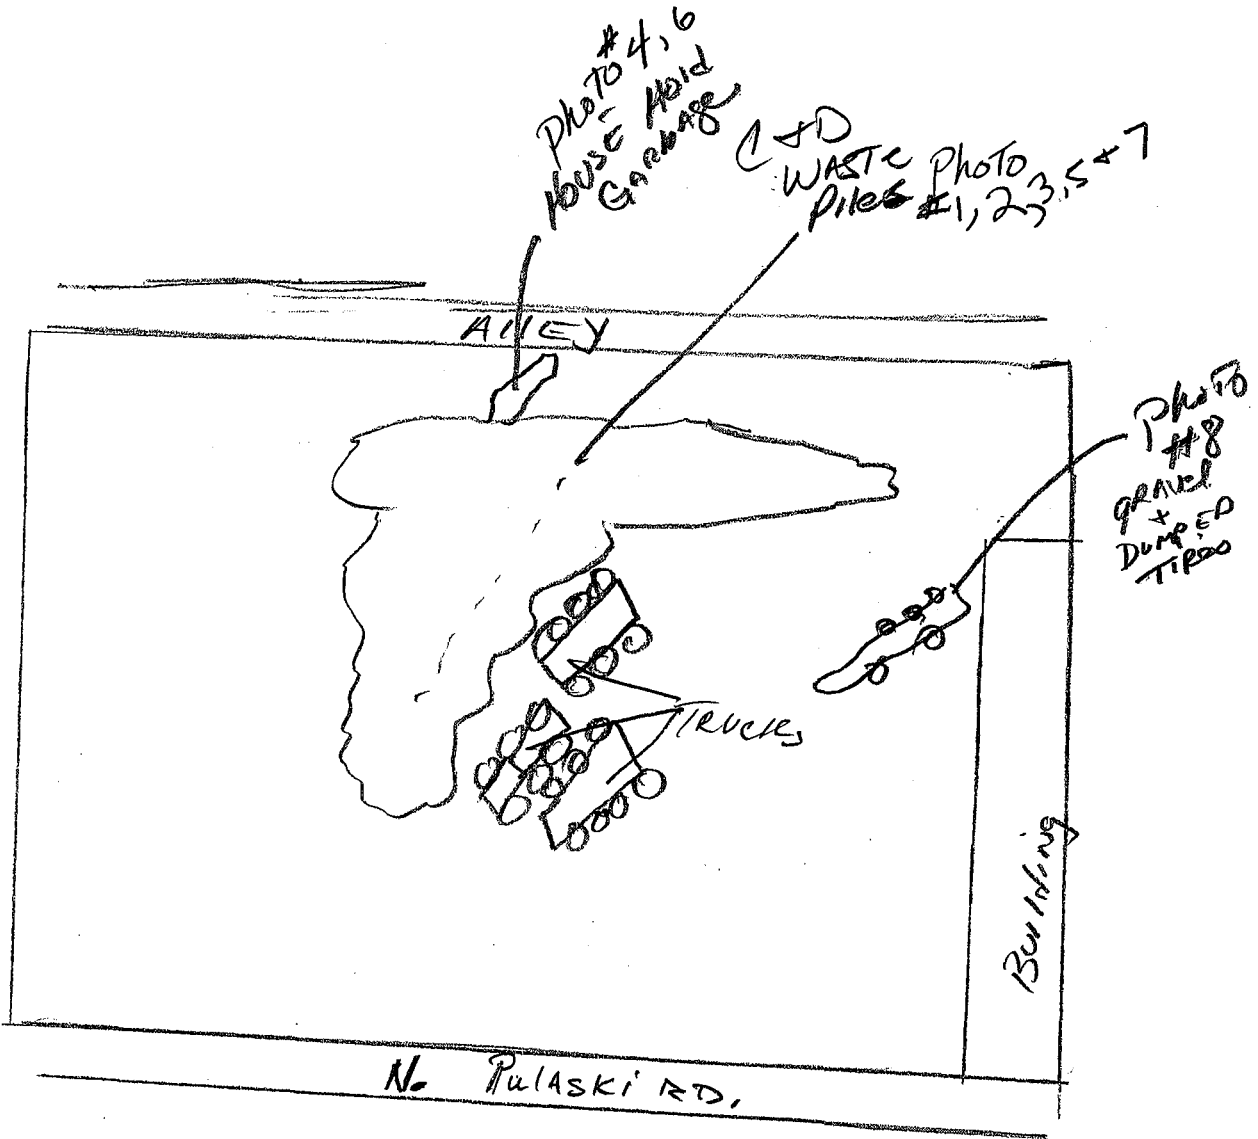 Photo #4, 6
House Hold
Garbage
C + D
Waste Photo
Piles #1, 2, 3, 5 + 7
Alley
Photo
#8
gravel
+
Dumped
Tires
Trucks
Building
N. Pulaski RD.